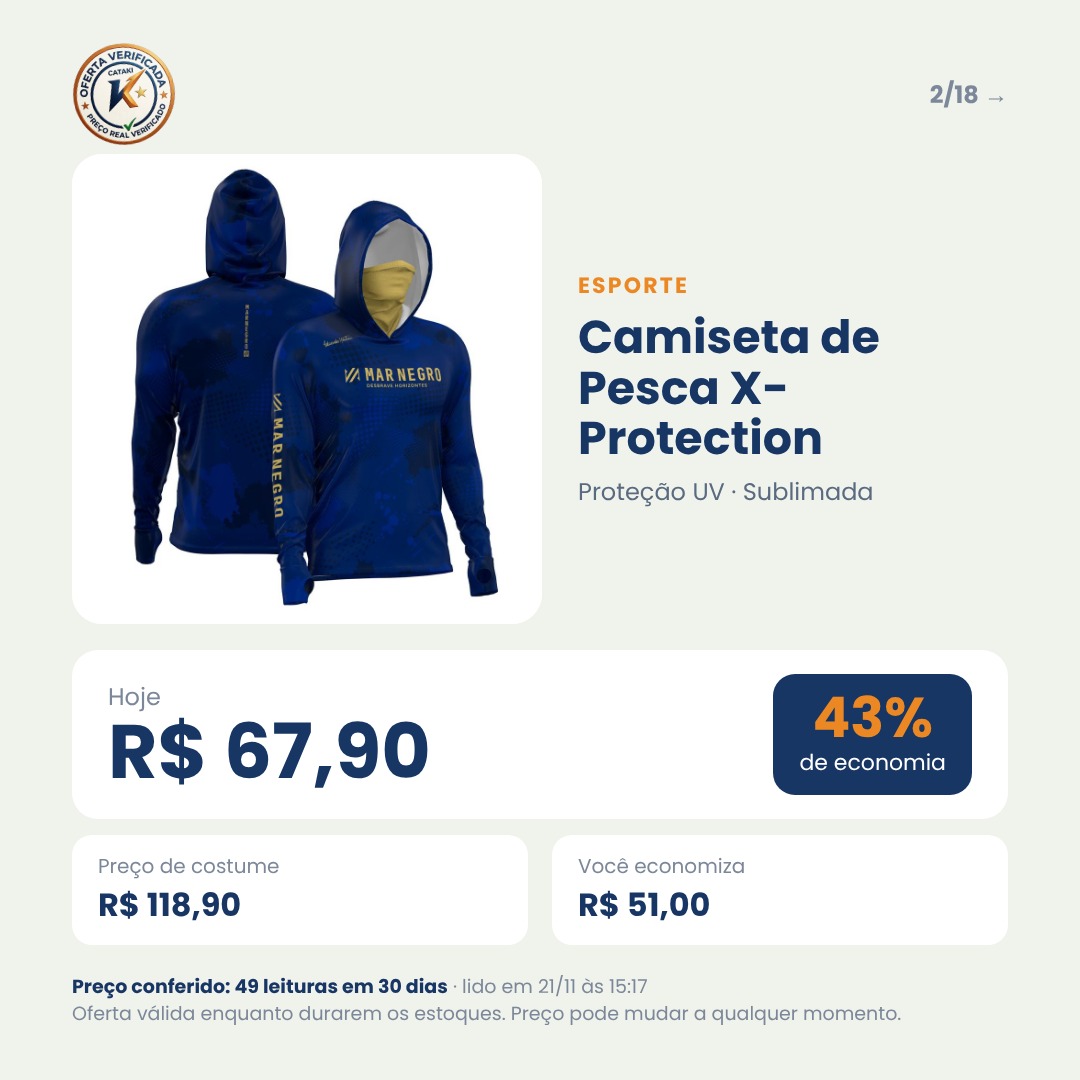 OFERTA VERIFICADA
CATAKI
K
PREÇO REAL VERIFICADO
2/18 →
MAR NEGRO
MAR NEGRO
DESBRAVE HORIZONTES
MAR NEGRO
ESPORTE
Camiseta de
Pesca X-
Protection
Proteção UV · Sublimada
Hoje
R$ 67,90
43%
de economia
Preço de costume
R$ 118,90
Você economiza
R$ 51,00
Preço conferido: 49 leituras em 30 dias · lido em 21/11 às 15:17
Oferta válida enquanto durarem os estoques. Preço pode mudar a qualquer momento.